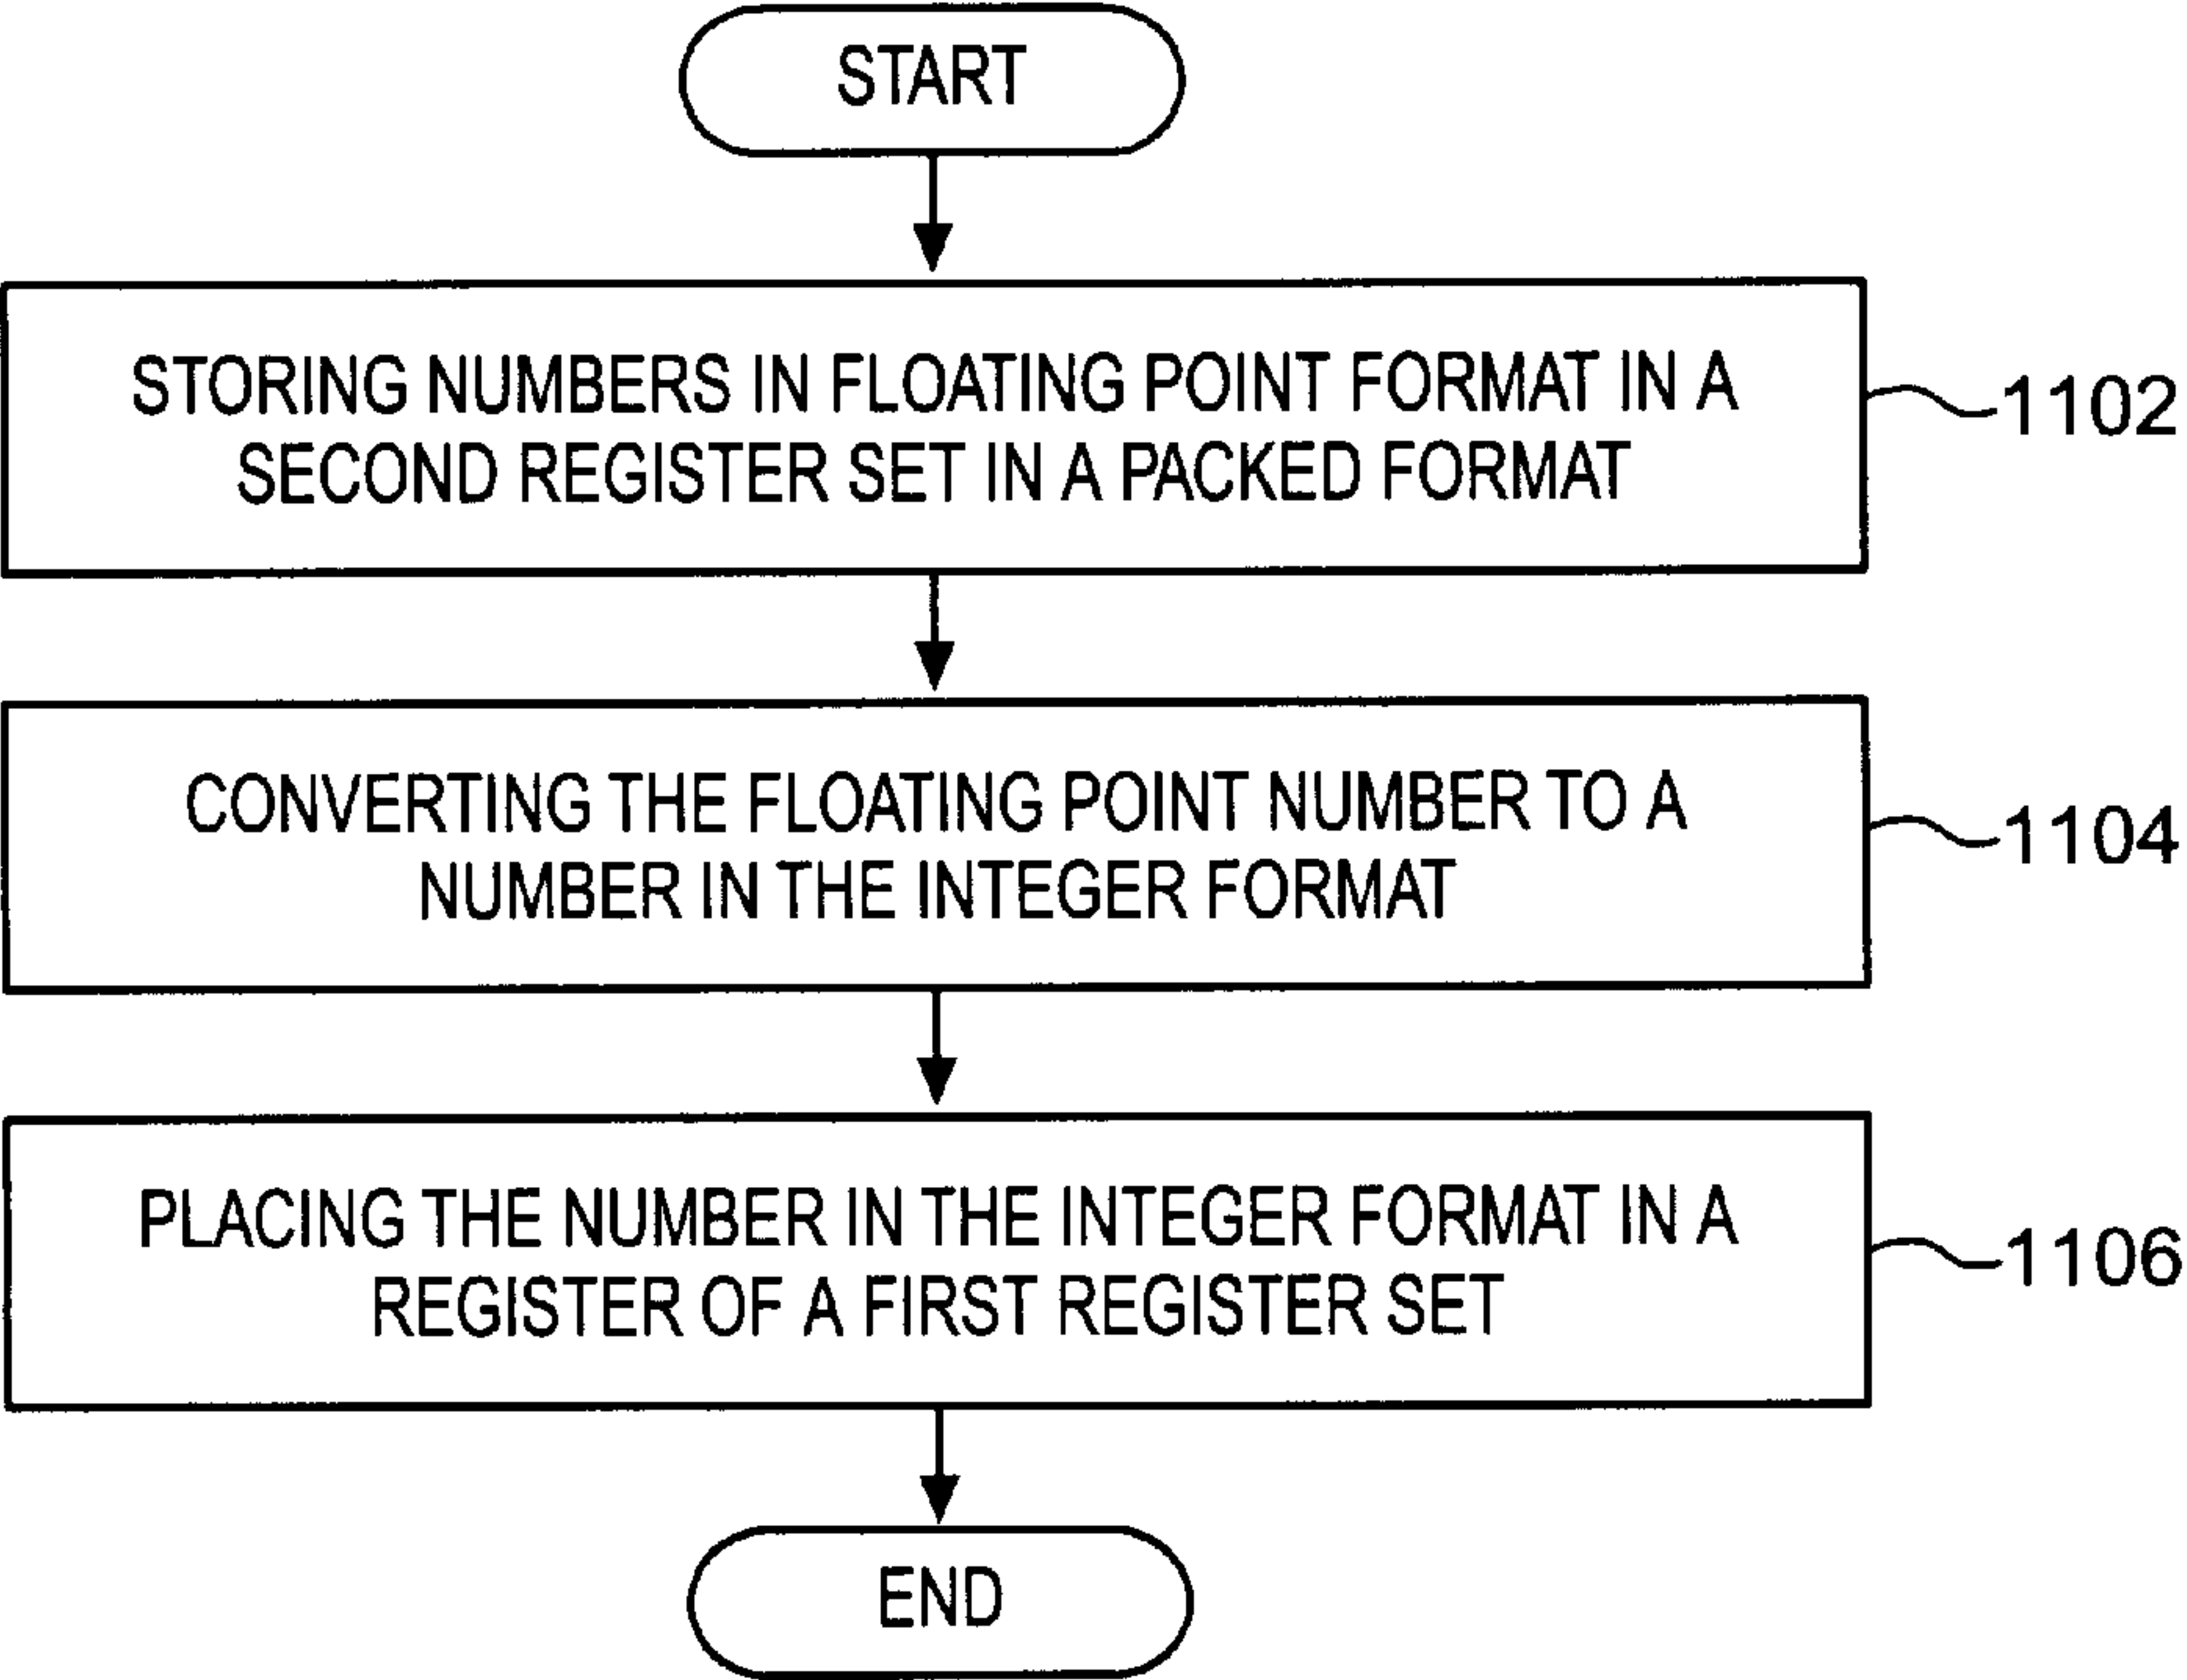 START
STORING NUMBERS IN FLOATING POINT FORMAT IN A
SECOND REGISTER SET IN A PACKED FORMAT
1102
CONVERTING THE FLOATING POINT NUMBER TO A
NUMBER IN THE INTEGER FORMAT
1104
PLACING THE NUMBER IN THE INTEGER FORMAT IN A
REGISTER OF A FIRST REGISTER SET
1106
END